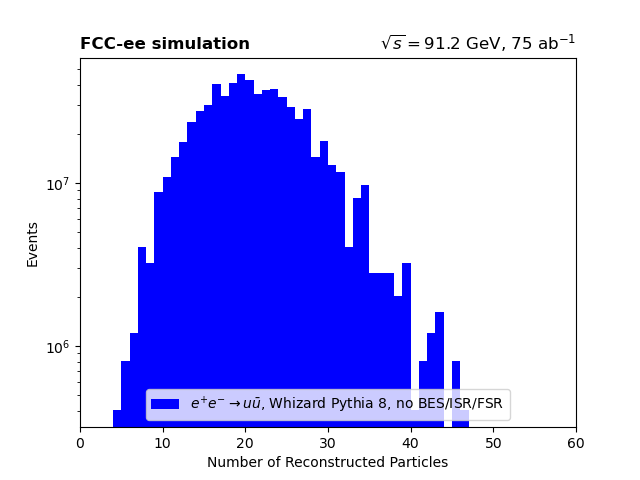 FCC-ee simulation
√s = 91.2 GeV, 75 ab⁻¹
Events
10⁷
10⁶
e⁺e⁻ → uū, Whizard Pythia 8, no BES/ISR/FSR
0 10 20 30 40 50 60
Number of Reconstructed Particles